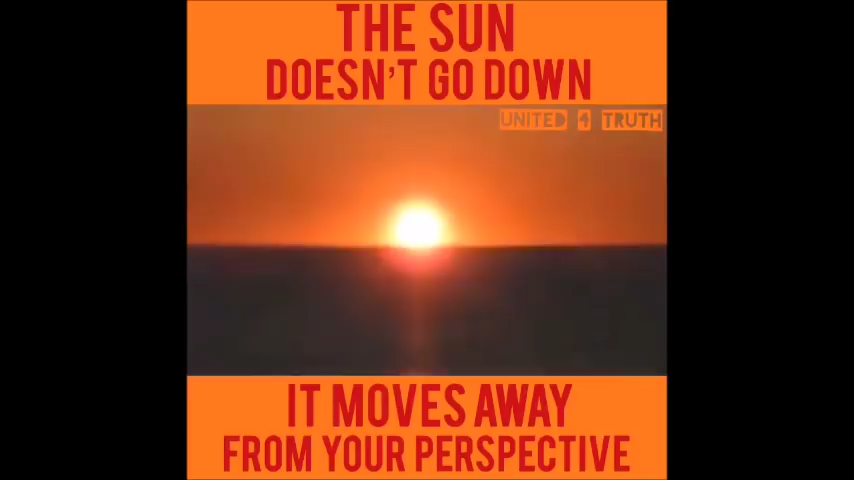 THE SUN
DOESN'T GO DOWN
UNITED 4 TRUTH
IT MOVES AWAY
FROM YOUR PERSPECTIVE